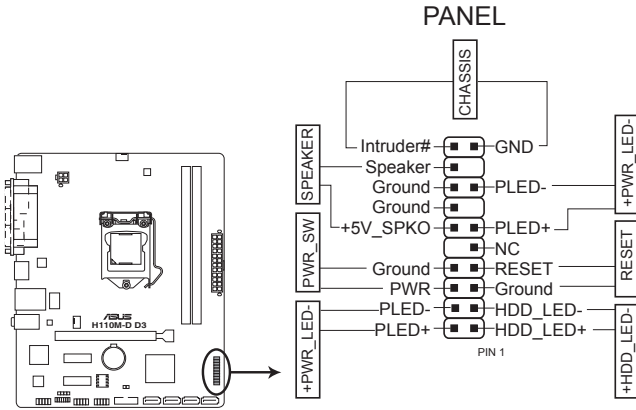 PANEL
CHASSIS
Intruder#
GND
Speaker
Ground
PLED-
Ground
+5V_SPKO
PLED+
NC
Ground
RESET
PWR
Ground
PLED-
HDD_LED-
PLED+
HDD_LED+
PIN 1
SPEAKER
PWR_SW
+PWR_LED-
+PWR_LED-
RESET
+HDD_LED-
ASUS
H110M-D D3